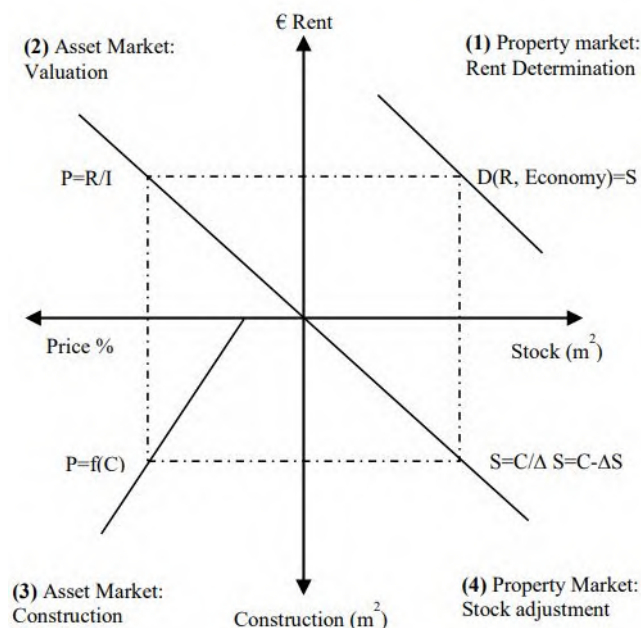 € Rent
(2) Asset Market:
Valuation
(1) Property market:
Rent Determination
P=R/I
D(R, Economy)=S
Price %
Stock (m²)
P=f(C)
S=C/Δ S=C-ΔS
(3) Asset Market:
Construction
Construction (m²)
(4) Property Market:
Stock adjustment